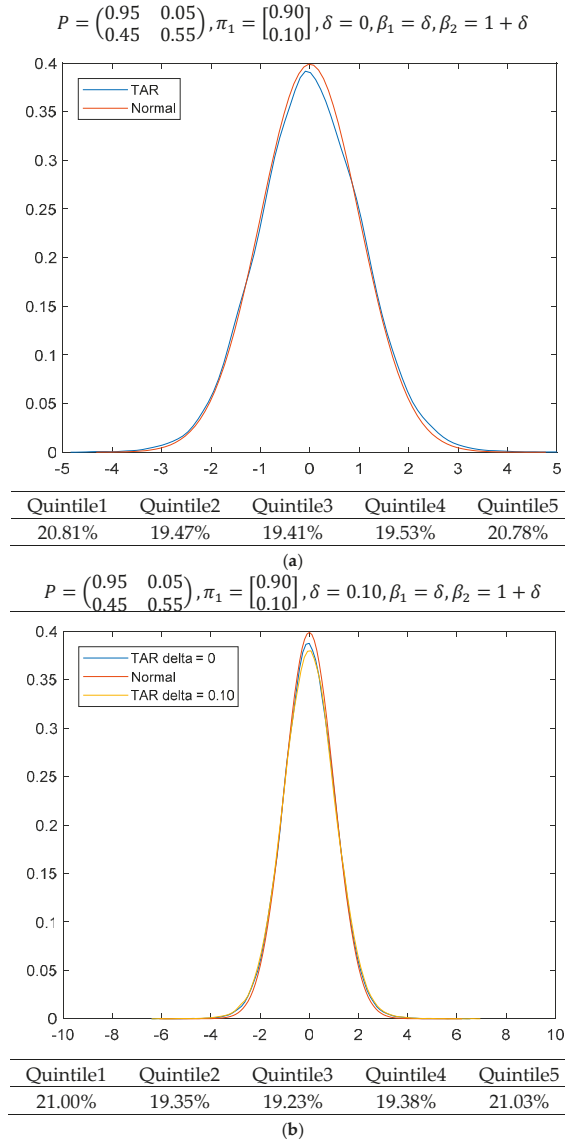 P = (0.95 0.05
0.45 0.55), π₁ = [0.90
0.10], δ = 0, β₁ = δ, β₂ = 1 + δ
TAR
Normal
0.4
0.35
0.3
0.25
0.2
0.15
0.1
0.05
0
-5 -4 -3 -2 -1 0 1 2 3 4 5
Quintile1 Quintile2 Quintile3 Quintile4 Quintile5
20.81% 19.47% 19.41% 19.53% 20.78%
(a)
P = (0.95 0.05
0.45 0.55), π₁ = [0.90
0.10], δ = 0.10, β₁ = δ, β₂ = 1 + δ
TAR delta = 0
Normal
TAR delta = 0.10
0.4
0.35
0.3
0.25
0.2
0.15
0.1
0.05
0
-10 -8 -6 -4 -2 0 2 4 6 8 10
Quintile1 Quintile2 Quintile3 Quintile4 Quintile5
21.00% 19.35% 19.23% 19.38% 21.03%
(b)